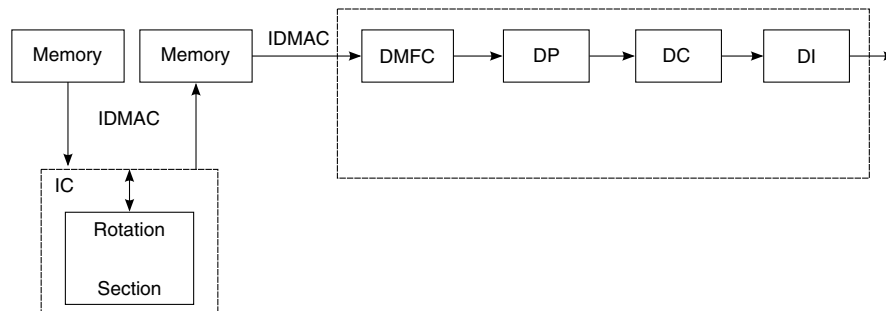 IDMAC
Memory
Memory
DMFC
DP
DC
DI
IDMAC
IC
Rotation
Section